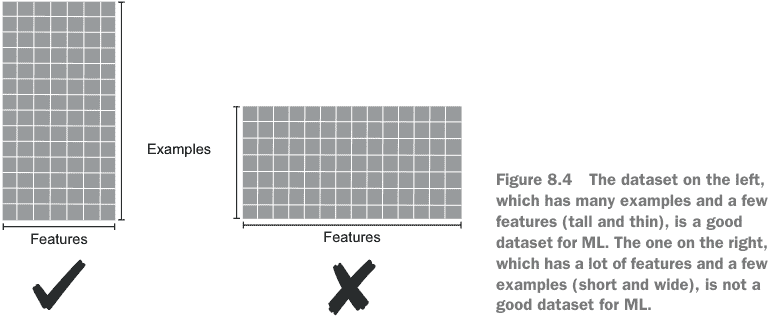 Examples
Features
Features
Figure 8.4 The dataset on the left,
which has many examples and a few
features (tall and thin), is a good
dataset for ML. The one on the right,
which has a lot of features and a few
examples (short and wide), is not a
good dataset for ML.